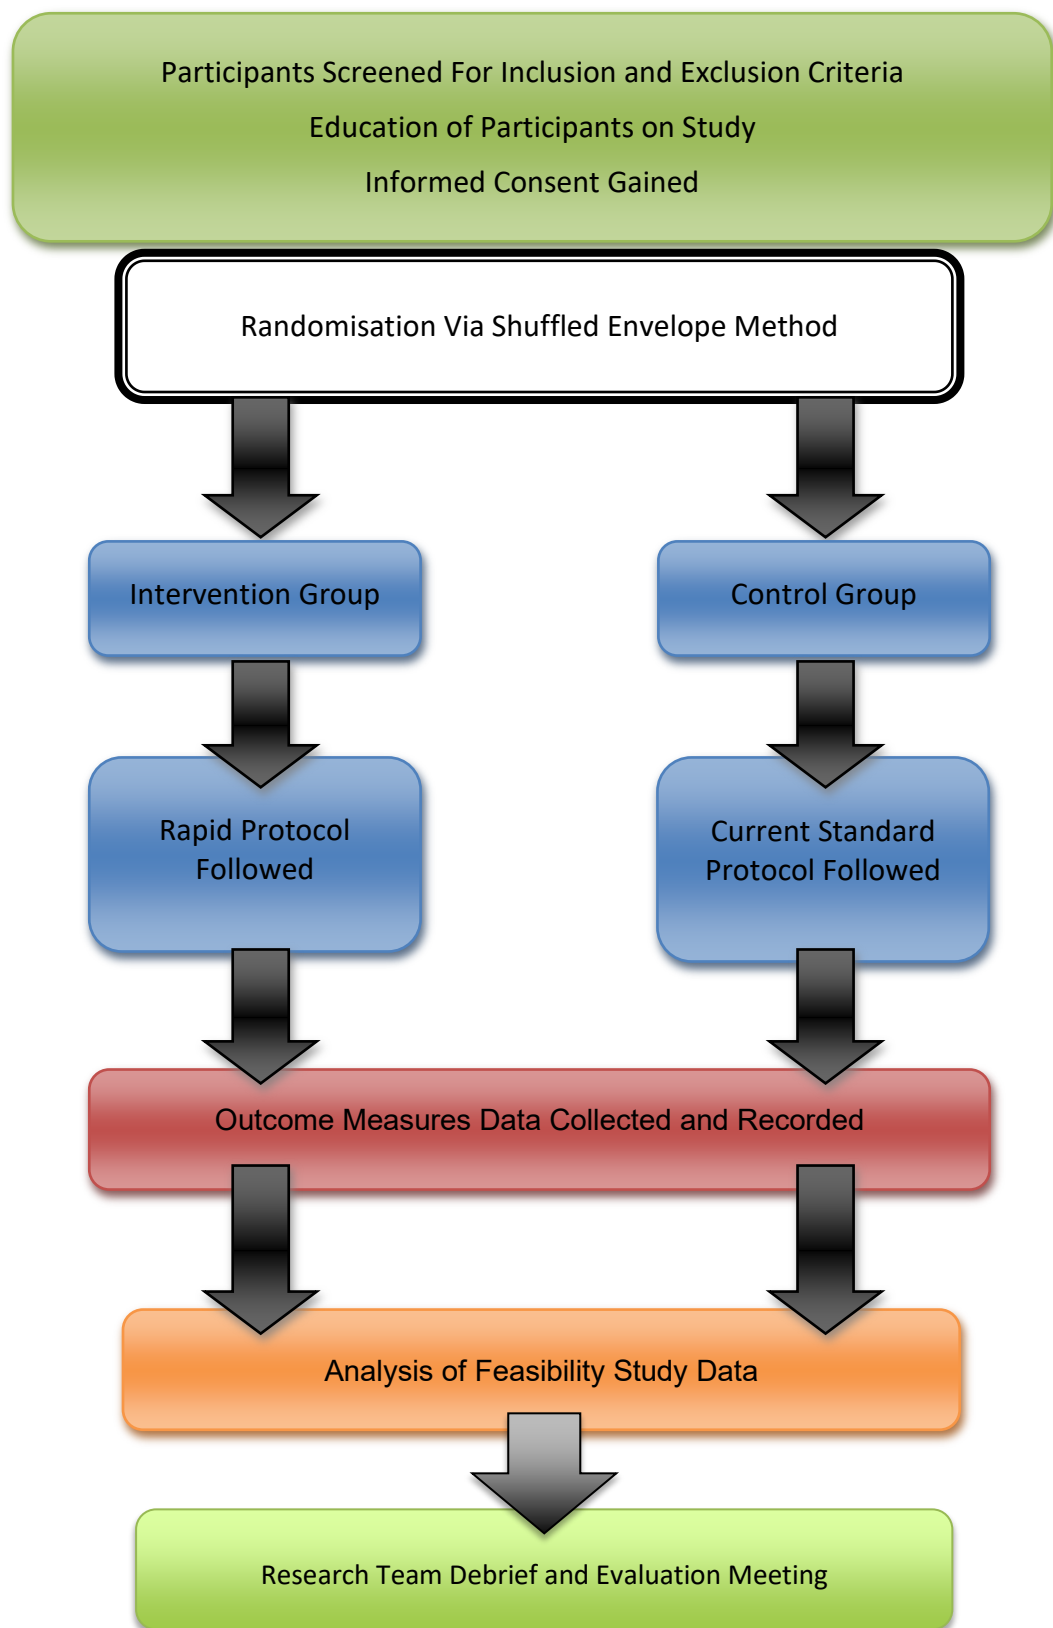 Participants Screened For Inclusion and Exclusion Criteria
Education of Participants on Study
Informed Consent Gained
Randomisation Via Shuffled Envelope Method
Intervention Group
Control Group
Rapid Protocol
Followed
Current Standard
Protocol Followed
Outcome Measures Data Collected and Recorded
Analysis of Feasibility Study Data
Research Team Debrief and Evaluation Meeting